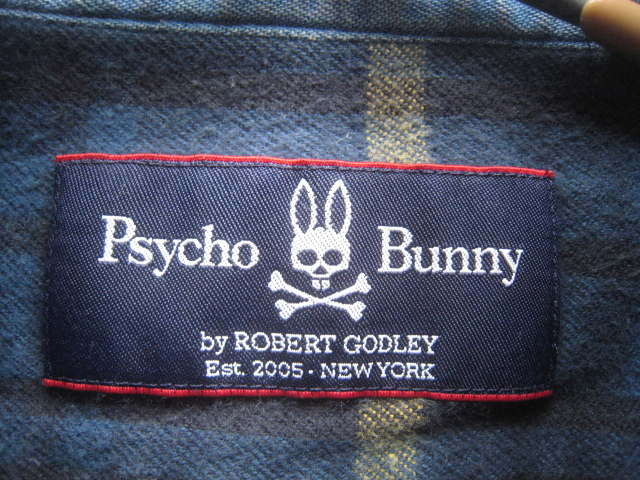 Psycho Bunny
by ROBERT GODLEY
Est. 2005 · NEW YORK